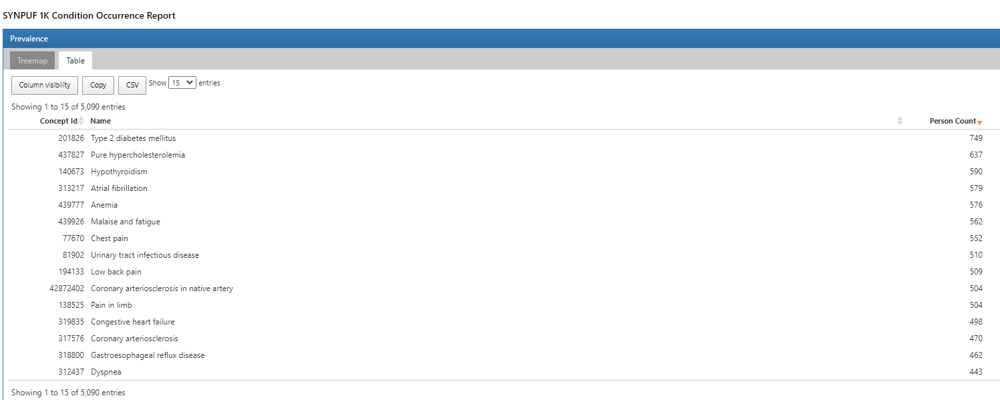 SYNPUF 1K Condition Occurrence Report
Prevalence
Treemap Table
Column visibility Copy CSV Show 15 entries
Showing 1 to 15 of 5,090 entries
Concept Id Name Person Count
201826 Type 2 diabetes mellitus 749
437827 Pure hypercholesterolemia 637
140673 Hypothyroidism 590
313217 Atrial fibrillation 579
439777 Anemia 576
439926 Malaise and fatigue 562
77670 Chest pain 552
81902 Urinary tract infectious disease 510
194133 Low back pain 509
42872402 Coronary arteriosclerosis in native artery 504
138525 Pain in limb 504
319835 Congestive heart failure 498
317576 Coronary arteriosclerosis 470
318800 Gastroesophageal reflux disease 462
312437 Dyspnea 443
Showing 1 to 15 of 5,090 entries